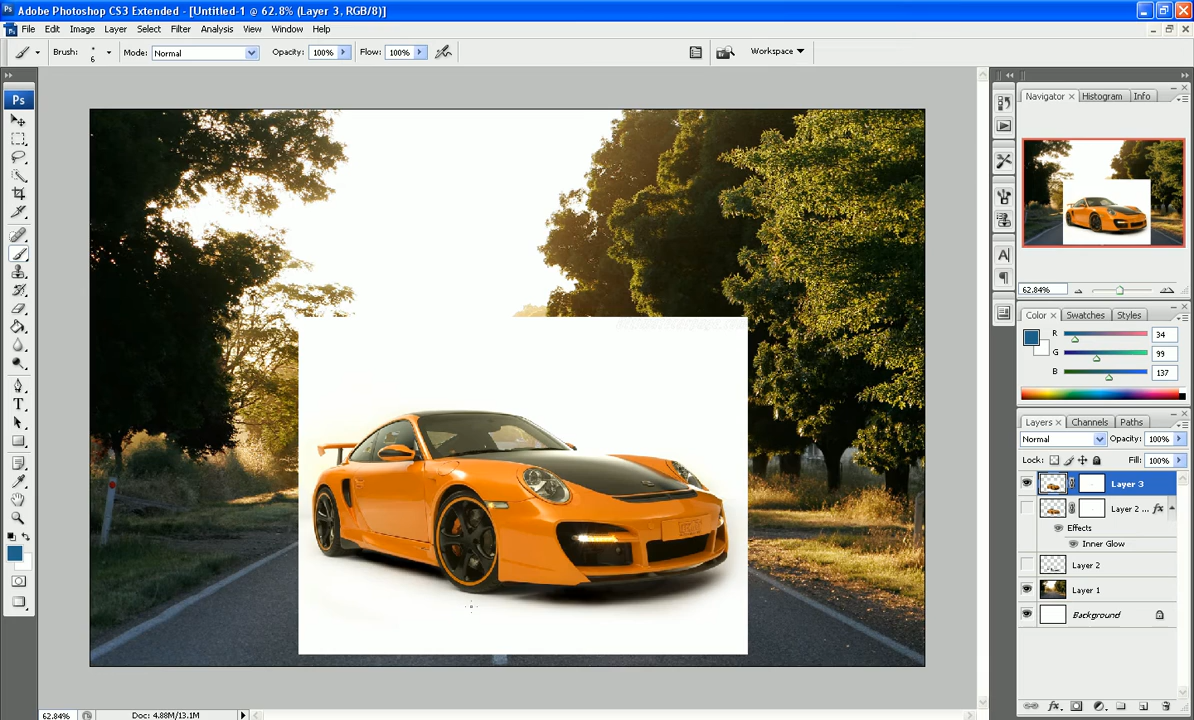 Adobe Photoshop CS3 Extended - [Untitled-1 @ 62.8% (Layer 3, RGB/8)]
File Edit Image Layer Select Filter Analysis View Window Help
Brush: 6 Mode: Normal Opacity: 100% Flow: 100% Workspace
Ps
Navigator Histogram Info
62.84%
Color Swatches Styles
R 34
G 99
B 137
Layers Channels Paths
Normal Opacity: 100%
Lock: Fill: 100%
Layer 3
Layer 2 ... fx
Effects
Inner Glow
Layer 2
Layer 1
Background
62.84% Doc: 4.88M/13.1M